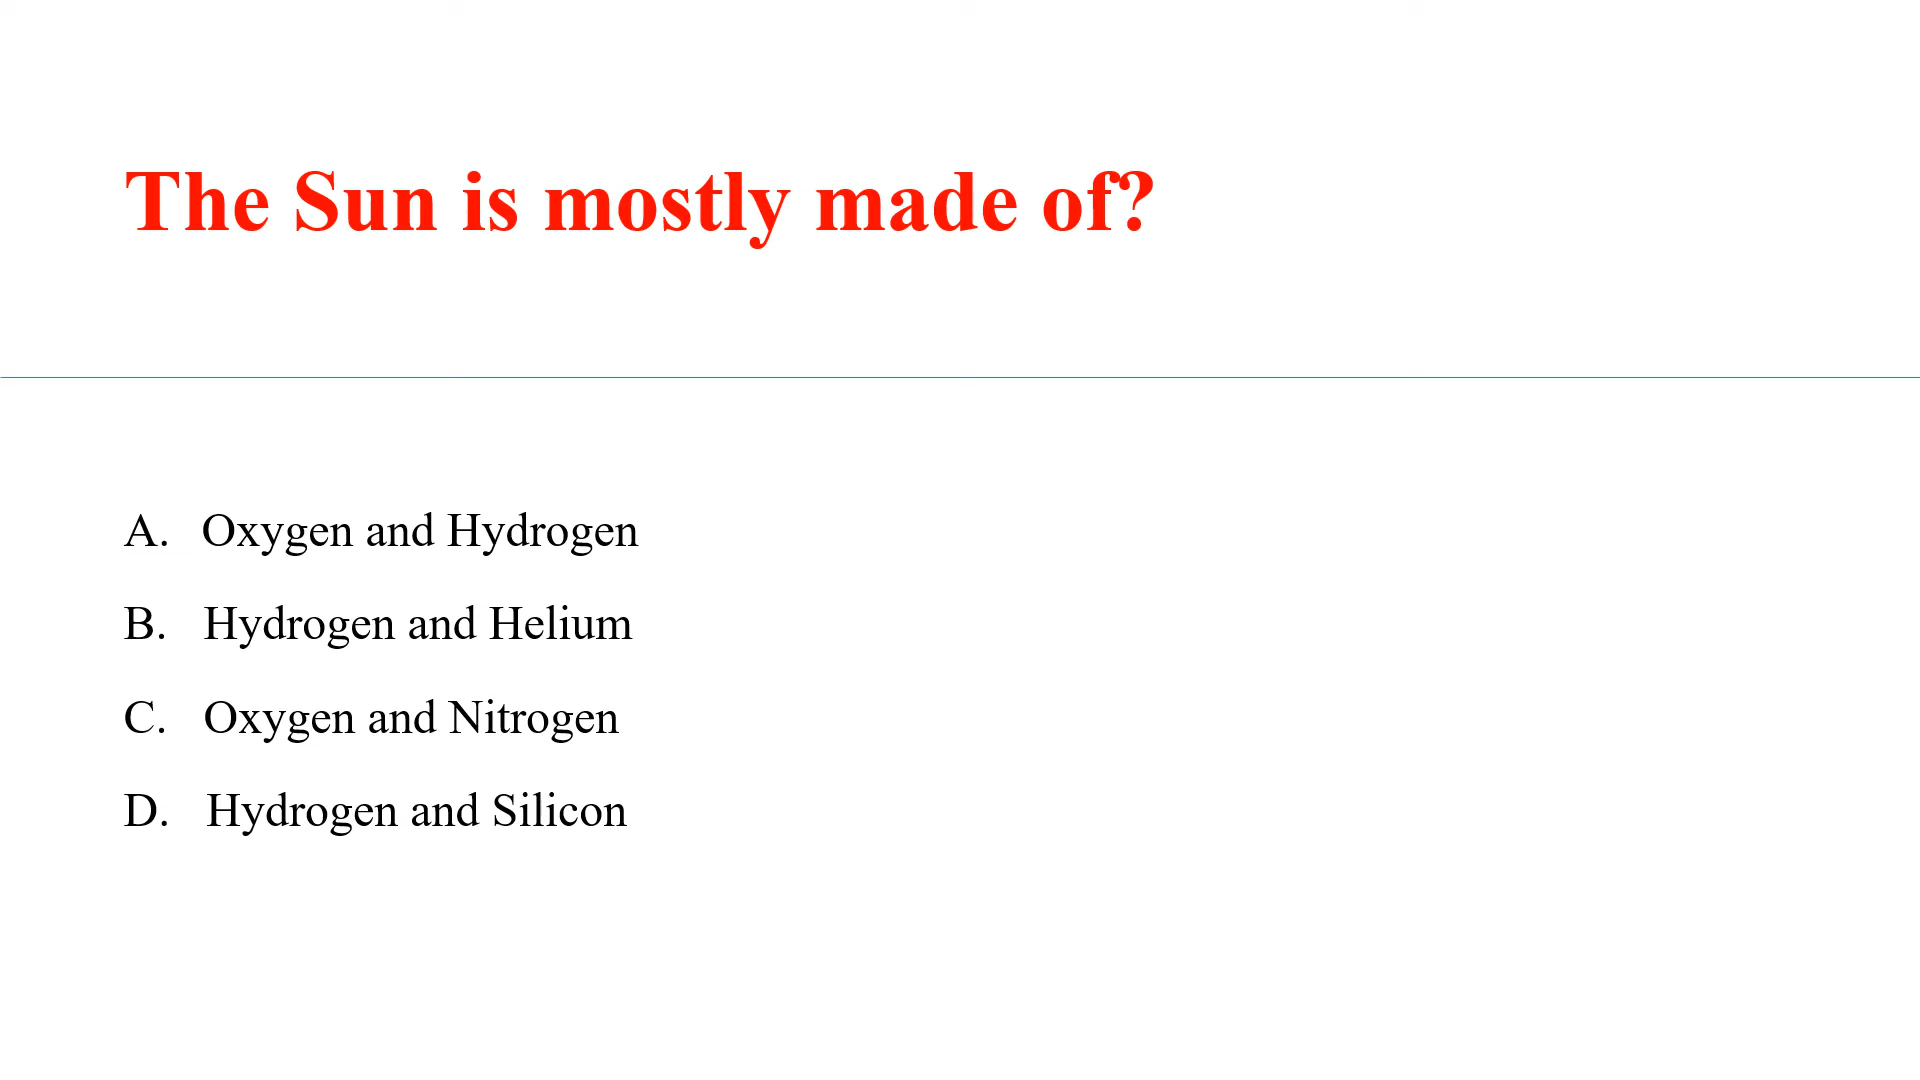 The Sun is mostly made of?
A. Oxygen and Hydrogen
B. Hydrogen and Helium
C. Oxygen and Nitrogen
D. Hydrogen and Silicon